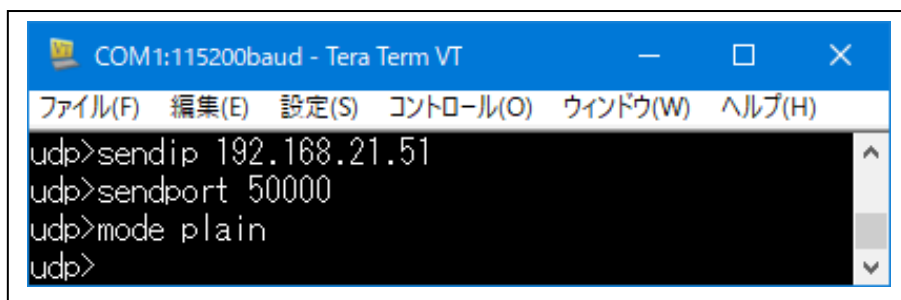 COM1:115200baud - Tera Term VT
ファイル(F) 編集(E) 設定(S) コントロール(O) ウィンドウ(W) ヘルプ(H)
udp>sendip 192.168.21.51
udp>sendport 50000
udp>mode plain
udp>